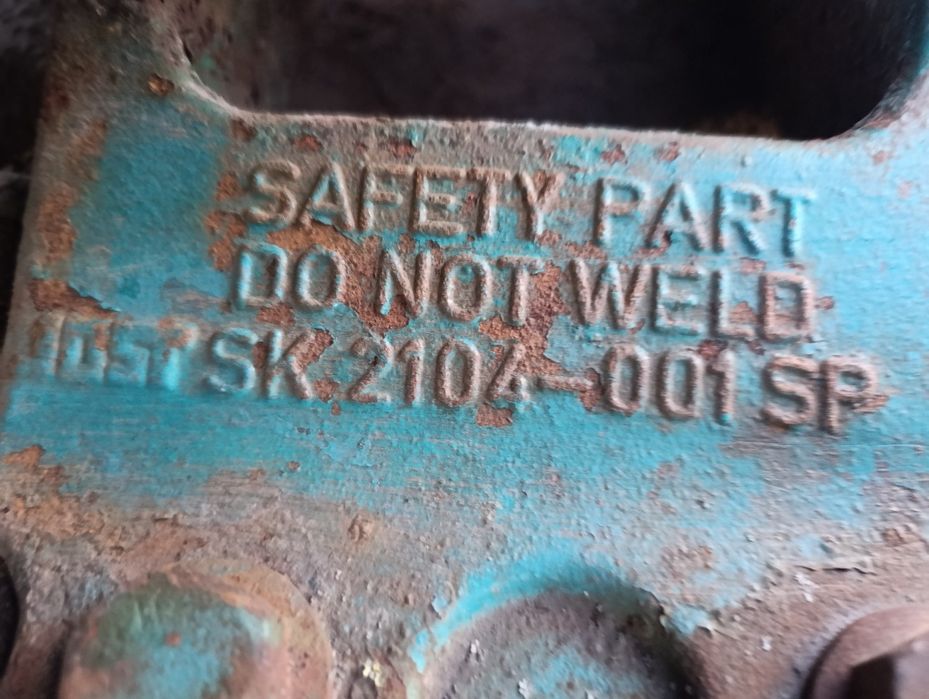 SAFETY PART
DO NOT WELD
SK 2104-001 SP